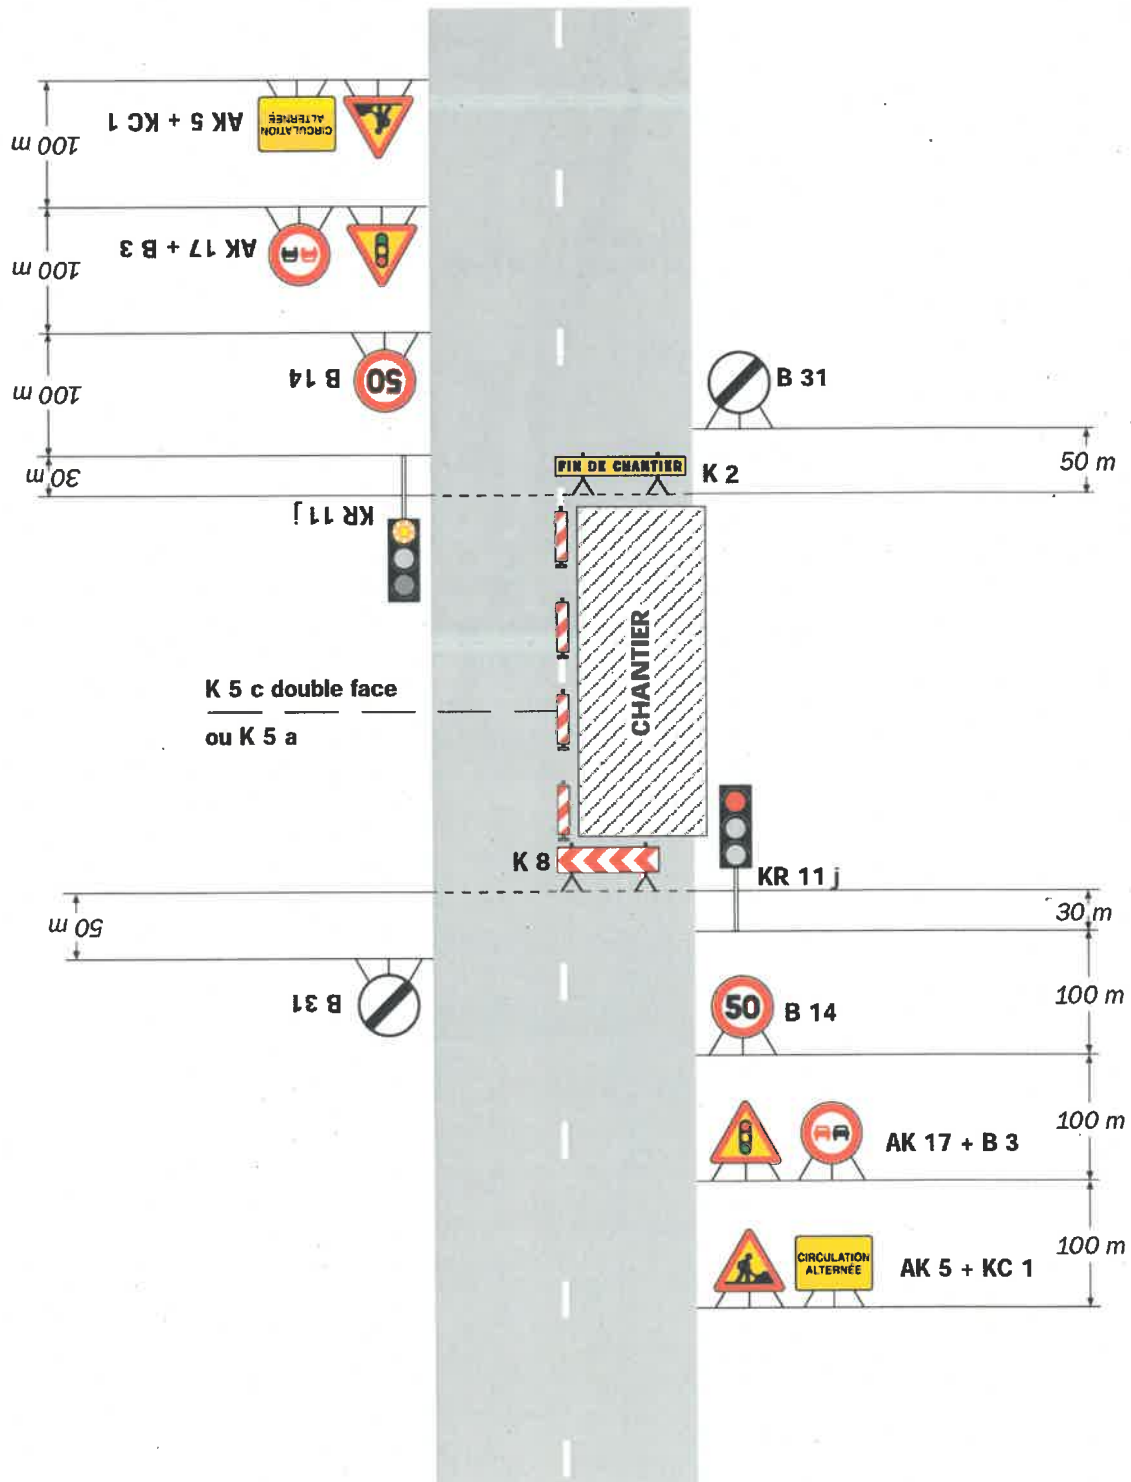 AK 5 + KC 1
CIRCULATION
ALTERNÉE
100 m
AK 17 + B 3
100 m
B 14
50
100 m
B 31
30 m
FIN DE CHANTIER
K 2
50 m
KR 11 j
CHANTIER
K 5 c double face
ou K 5 a
K 8
KR 11 j
50 m
30 m
B 31
50
B 14
100 m
AK 17 + B 3
100 m
CIRCULATION
ALTERNÉE
AK 5 + KC 1
100 m